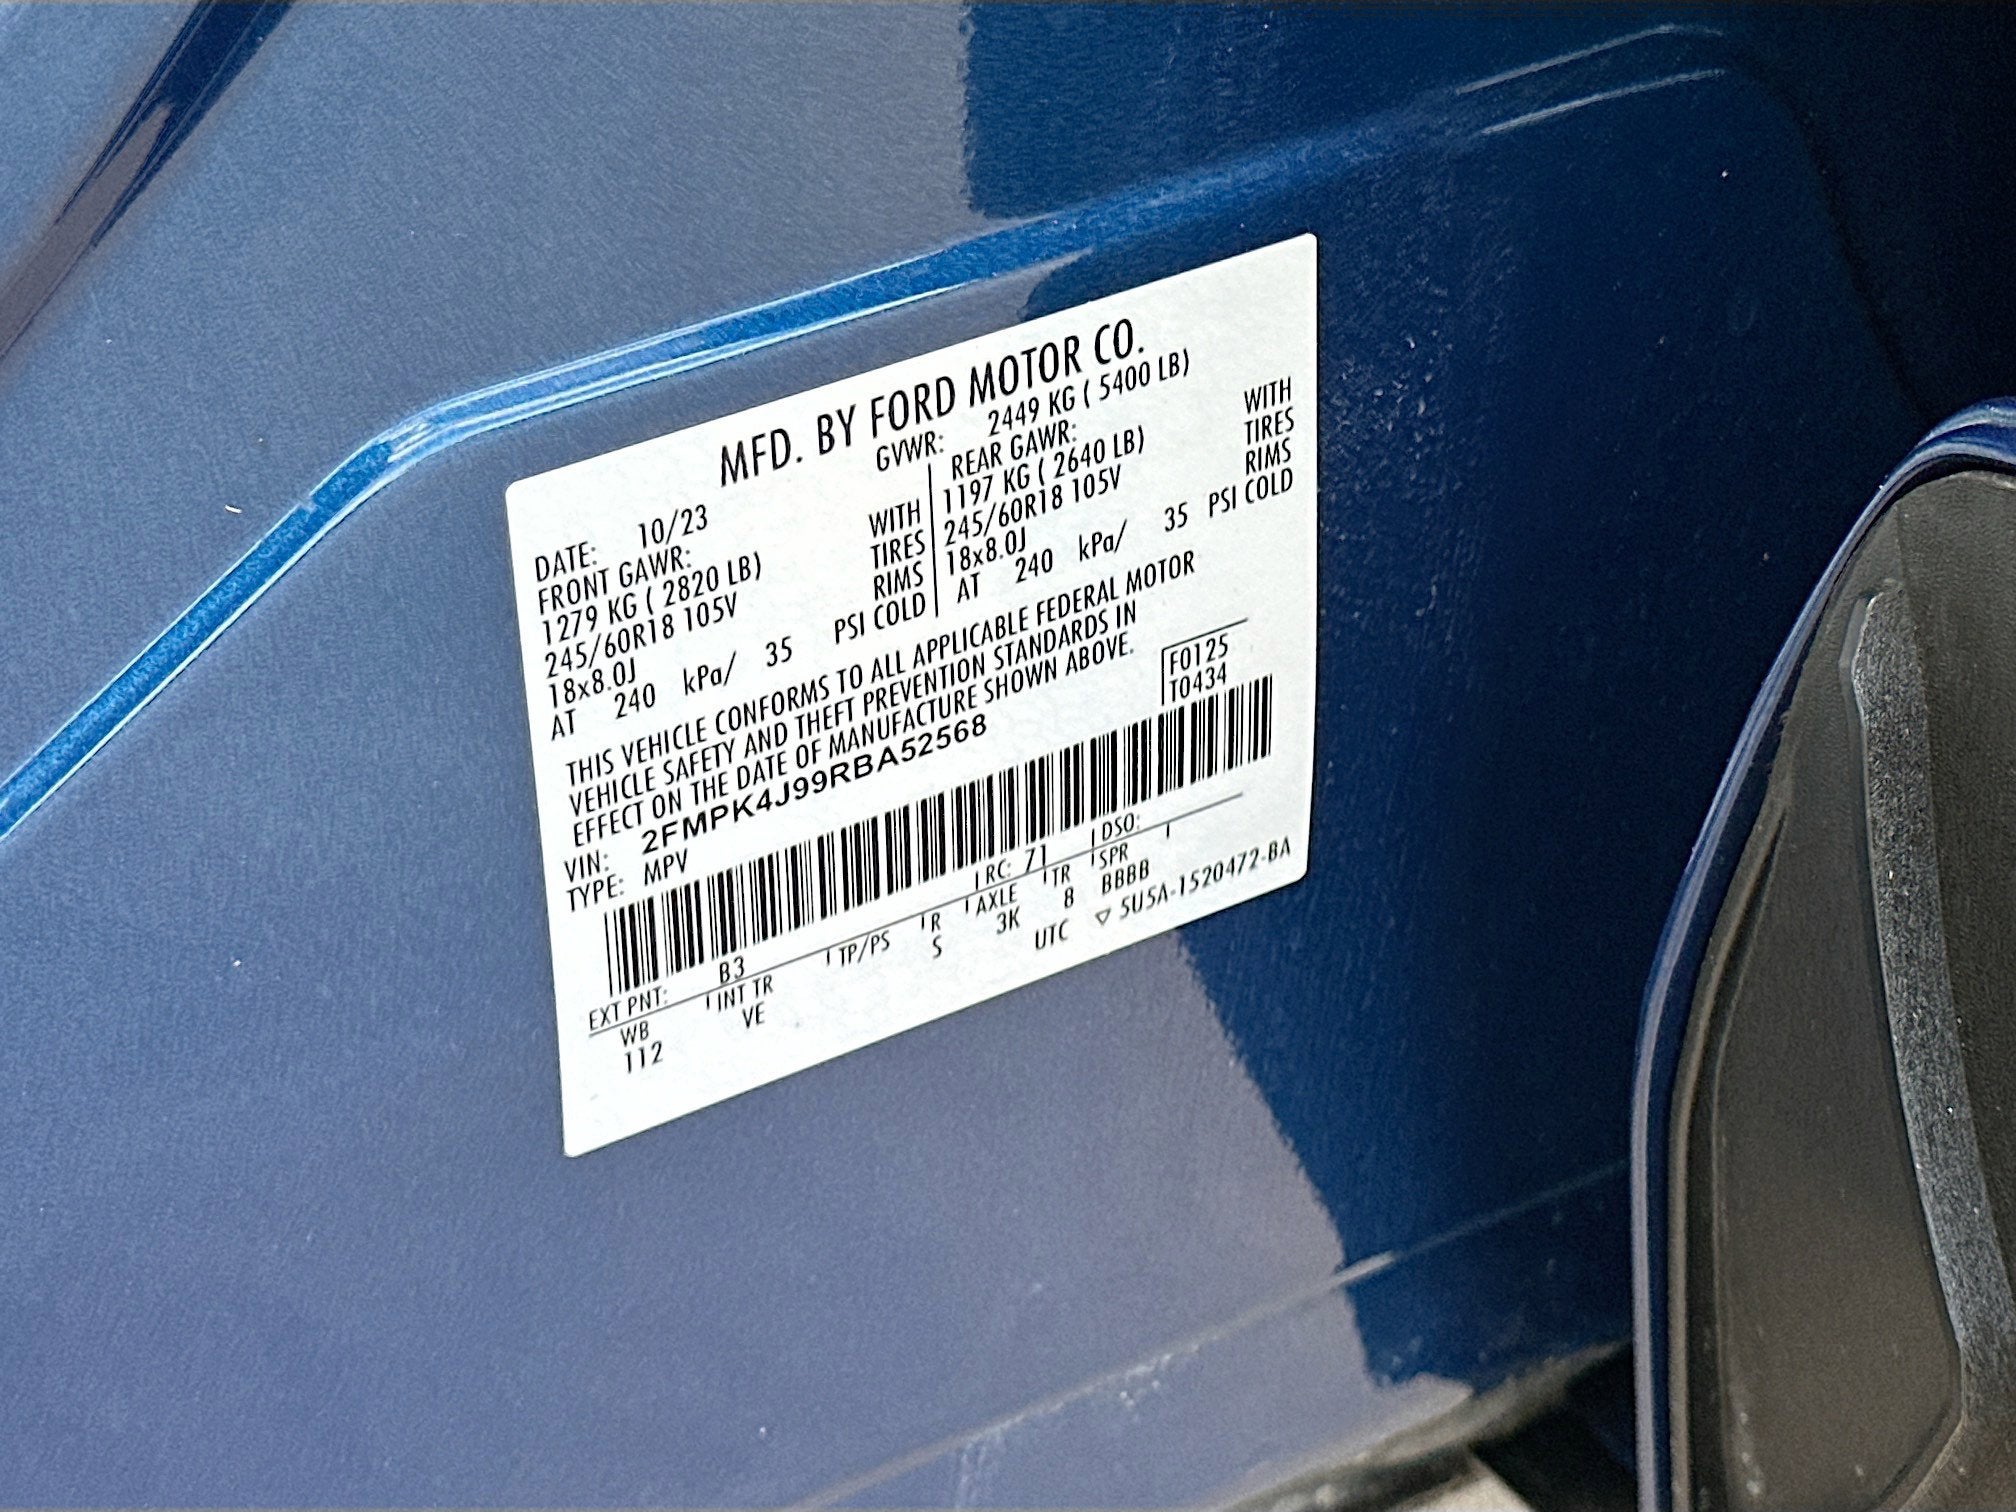 MFD. BY FORD MOTOR CO.
DATE: 10/23 GVWR: 2449 KG ( 5400 LB)
FRONT GAWR: REAR GAWR:
1279 KG ( 2820 LB) WITH 1197 KG ( 2640 LB) WITH
245/60R18 105V TIRES 245/60R18 105V TIRES
18x8.0J RIMS 18x8.0J RIMS
AT 240 kPa/ 35 PSI COLD AT 240 kPa/ 35 PSI COLD
THIS VEHICLE CONFORMS TO ALL APPLICABLE FEDERAL MOTOR
VEHICLE SAFETY AND THEFT PREVENTION STANDARDS IN
EFFECT ON THE DATE OF MANUFACTURE SHOWN ABOVE.
VIN: 2FMPK4J99RBA52568 F0125
TYPE: MPV T0434
EXT PNT: B3 RC: 71 DSO:
WB INT TR TP/PS R AXLE TR SPR
112 VE S 3K 8 BBBB
UTC ▽ 5U5A-1520472-BA